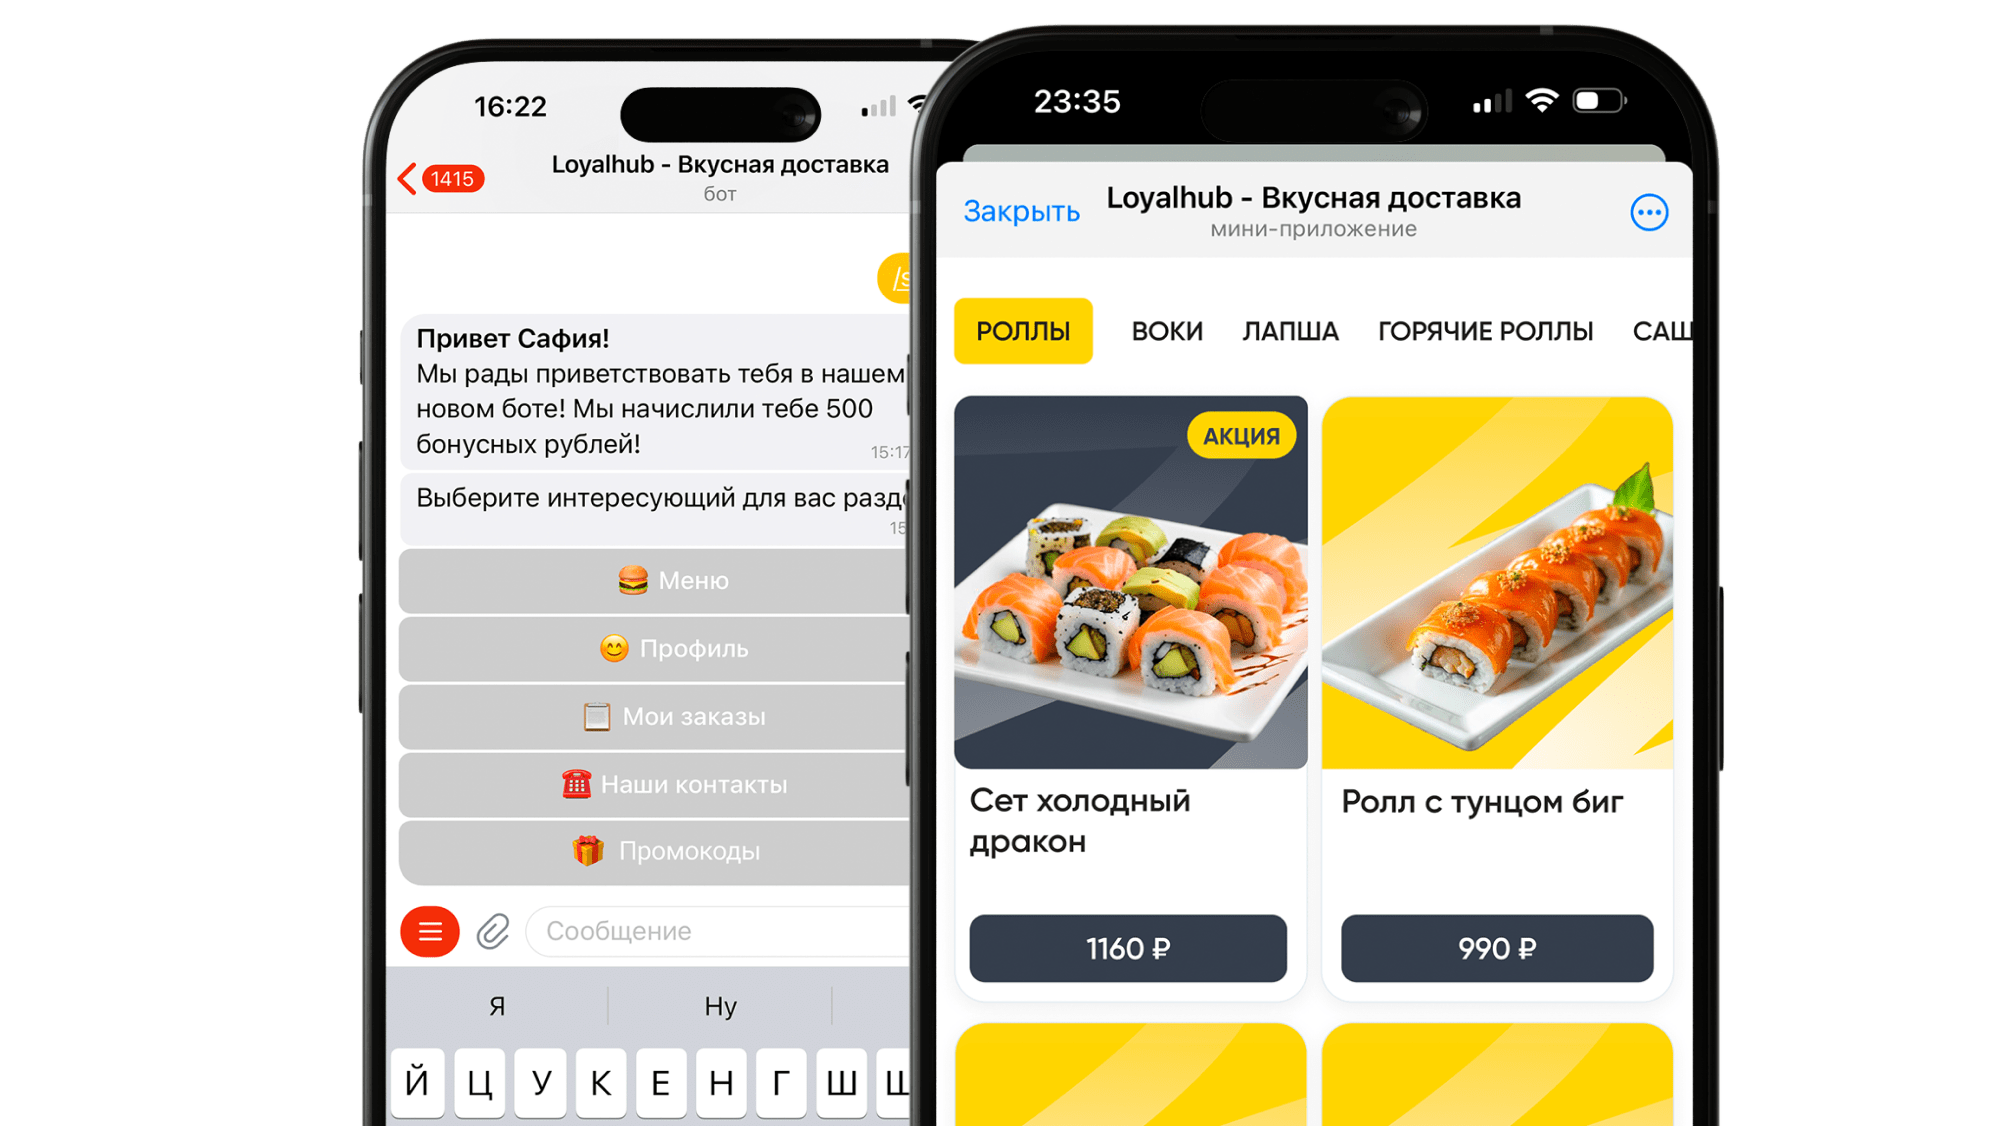 16:22
1415
Loyalhub - Вкусная доставка
бот
Привет Сафия!
Мы рады приветствовать тебя в нашем
новом боте! Мы начислили тебе 500
бонусных рублей!
15:17
Выберите интересующий для вас
🍔 Меню
😊 Профиль
📋 Мои заказы
☎️ Наши контакты
🎁 Промокоды
Сообщение
Я Ну
Й Ц У К Е Н Г Ш
23:35
Закрыть
Loyalhub - Вкусная доставка
мини-приложение
РОЛЛЫ ВОКИ ЛАПША ГОРЯЧИЕ РОЛЛЫ
АКЦИЯ
Сет холодный
дракон
1160 ₽
Ролл с тунцом биг
990 ₽